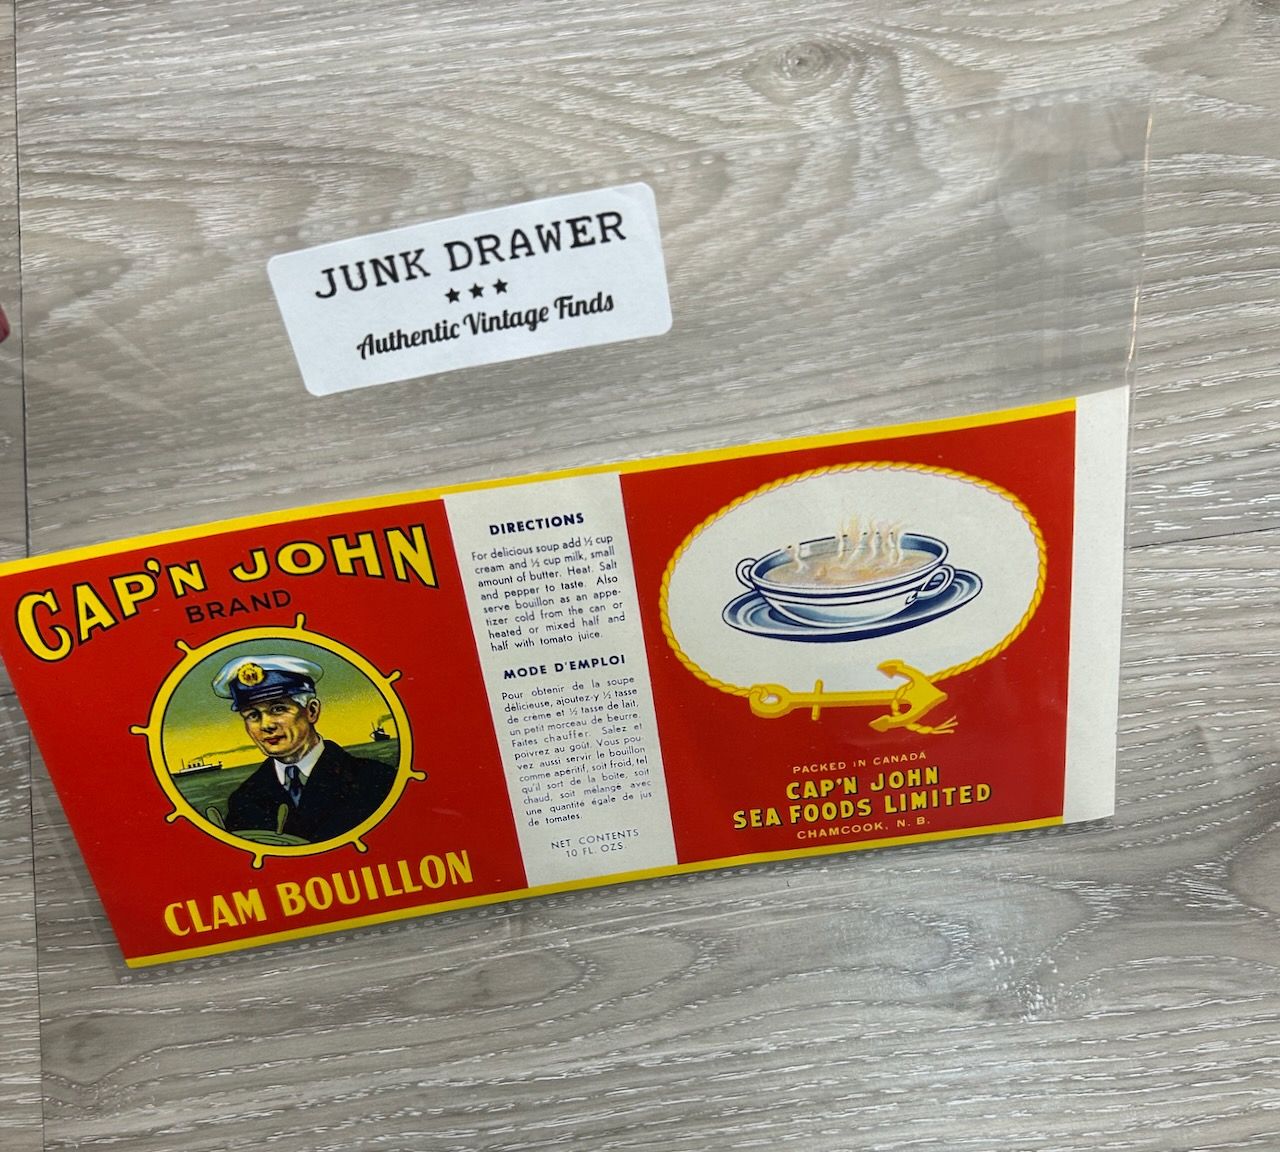 JUNK DRAWER
★★★
Authentic Vintage Finds
CAP'N JOHN
BRAND
CLAM BOUILLON
DIRECTIONS
For delicious soup add ½ cup
cream and ½ cup milk, small
amount of butter. Heat. Salt
and pepper to taste. Also
serve bouillon as an appe-
tizer cold from the can or
heated or mixed half and
half with tomato juice.
MODE D'EMPLOI
Pour obtenir de la soupe
délicieuse, ajoutez-y ½ tasse
de crème et ½ tasse de lait,
un petit morceau de beurre.
Faites chauffer. Salez et
poivrez au goût. Vous pou-
vez aussi servir le bouillon
comme apéritif, soit froid, tel
qu'il sort de la boite, soit
chaud, soit mélangé avec
une quantité égale de jus
de tomates.
NET CONTENTS
10 FL. OZS.
PACKED IN CANADA
CAP'N JOHN
SEA FOODS LIMITED
CHAMCOOK, N. B.